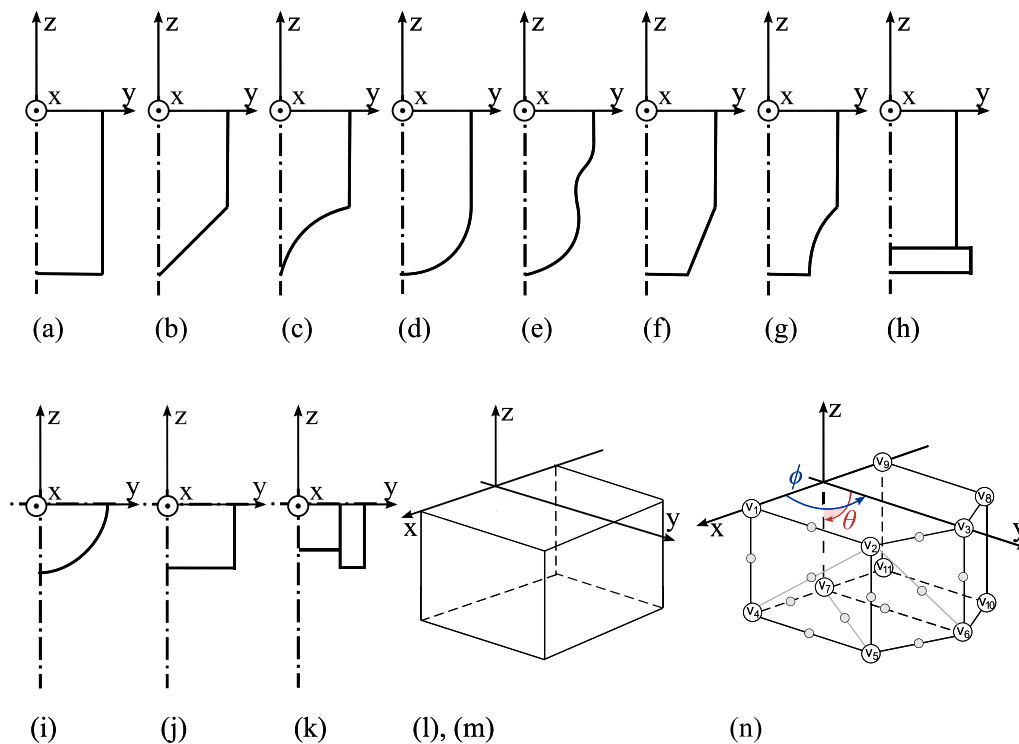 z z z z z z z z
x y x y x y x y x y x y x y x y
(a) (b) (c) (d) (e) (f) (g) (h)
z z z z z
x y x y x y x y x y
ϕ θ
v1 v2 v3 v4 v5 v6 v7 v8 v9 v10 v11
(i) (j) (k) (l), (m) (n)